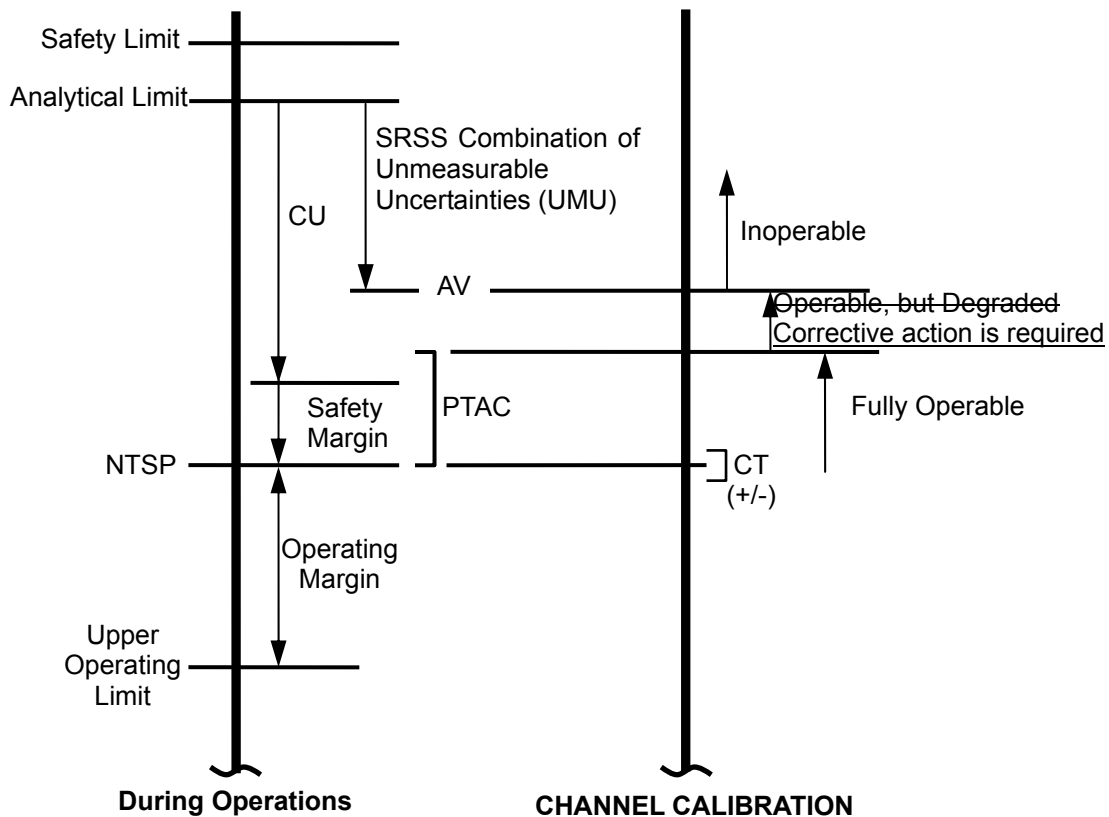 Safety Limit
Analytical Limit
SRSS Combination of
Unmeasurable
Uncertainties (UMU)
CU
Inoperable
AV
Operable, but Degraded
Corrective action is required
Safety
Margin
PTAC
Fully Operable
NTSP
CT
(+/-)
Operating
Margin
Upper
Operating
Limit
During Operations
CHANNEL CALIBRATION